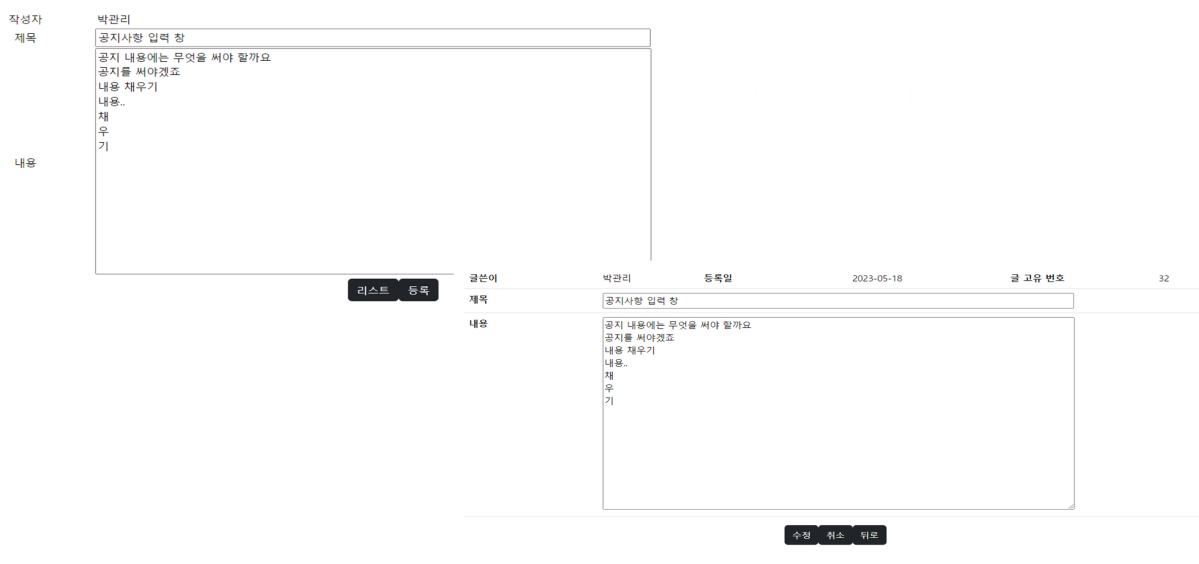 작성자 박관리
제목 공지사항 입력 창
내용
공지 내용에는 무엇을 써야 할까요
공지를 써야겠죠
내용 채우기
내용..
채
우
기
리스트 등록
글쓴이 박관리 등록일 2023-05-18 글 고유 번호 32
제목 공지사항 입력 창
내용 공지 내용에는 무엇을 써야 할까요
공지를 써야겠죠
내용 채우기
내용..
채
우
기
수정 취소 뒤로